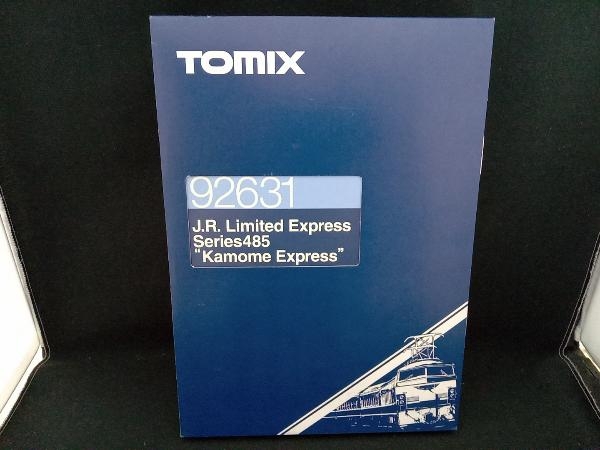 TOMIX
92631
J.R. Limited Express
Series485
"Kamome Express"